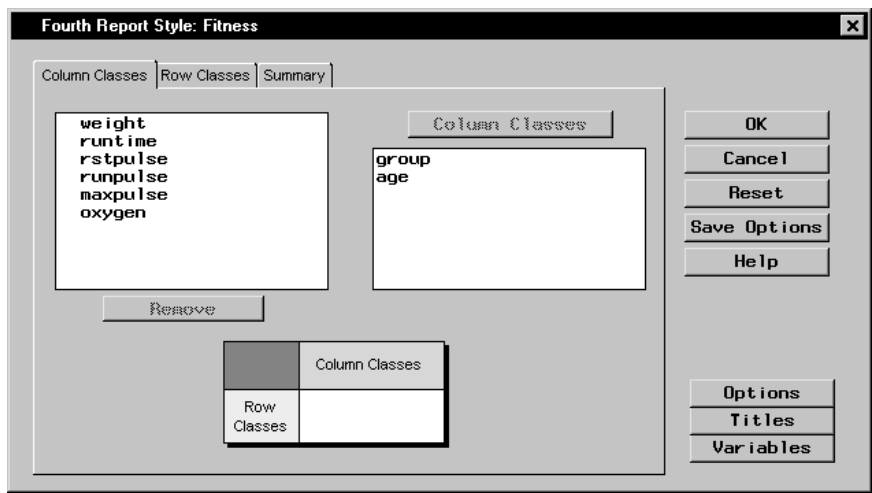 Fourth Report Style: Fitness
Column Classes Row Classes Summary
weight
runtime
rstpulse
runpulse
maxpulse
oxygen
Remove
Column Classes
group
age
Column Classes
Row
Classes
OK
Cancel
Reset
Save Options
Help
Options
Titles
Variables